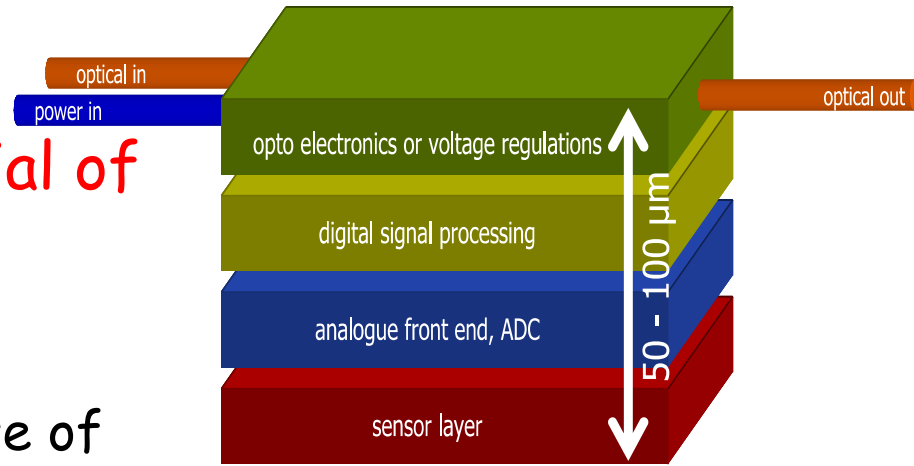 optical in
power in
optical out
opto electronics or voltage regulations
ial of
digital signal processing
50 - 100 µm
analogue front end, ADC
sensor layer
e of